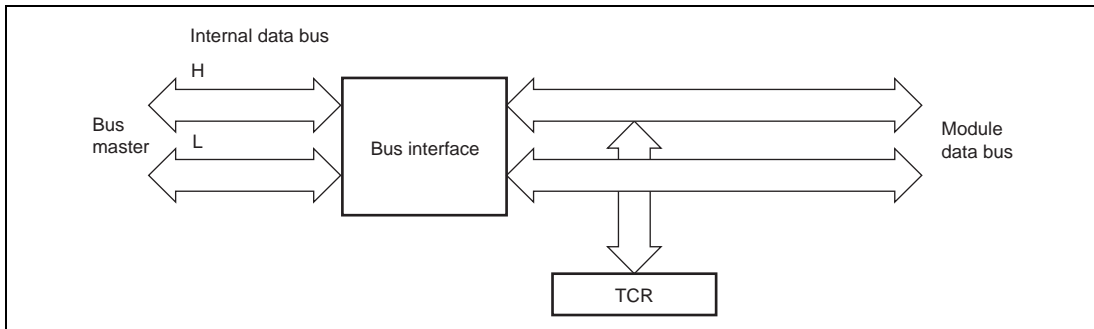 Internal data bus
H
Bus
master
L
Bus interface
Module
data bus
TCR